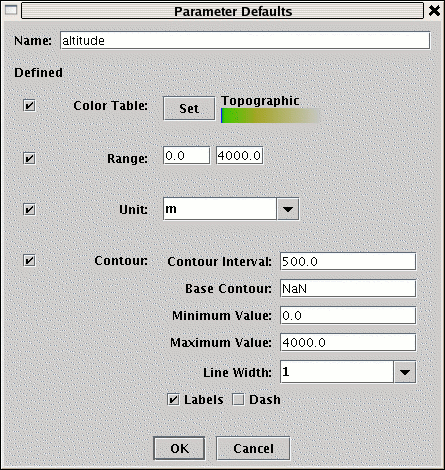 Parameter Defaults
Name: altitude
Defined
Color Table: Set Topographic
Range: 0.0 4000.0
Unit: m
Contour: Contour Interval: 500.0
Base Contour: NaN
Minimum Value: 0.0
Maximum Value: 4000.0
Line Width: 1
Labels Dash
OK Cancel